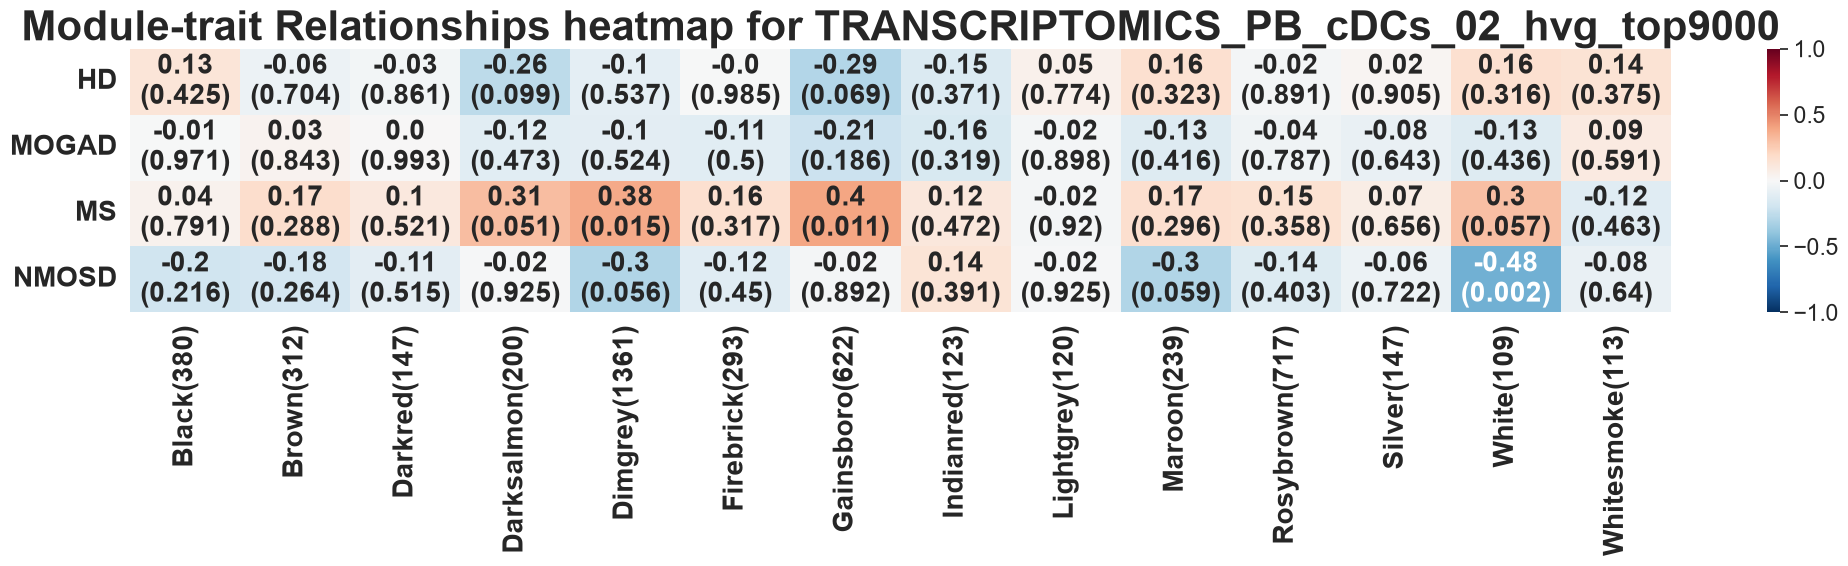 Module-trait Relationships heatmap for TRANSCRIPTOMICS_PB_cDCs_02_hvg_top9000
HD 0.13 -0.06 -0.03 -0.26 -0.1 -0.0 -0.29 -0.15 0.05 0.16 -0.02 0.02 0.16 0.14
(0.425) (0.704) (0.861) (0.099) (0.537) (0.985) (0.069) (0.371) (0.774) (0.323) (0.891) (0.905) (0.316) (0.375)
MOGAD -0.01 0.03 0.0 -0.12 -0.1 -0.11 -0.21 -0.16 -0.02 -0.13 -0.04 -0.08 -0.13 0.09
(0.971) (0.843) (0.993) (0.473) (0.524) (0.5) (0.186) (0.319) (0.898) (0.416) (0.787) (0.643) (0.436) (0.591)
MS 0.04 0.17 0.1 0.31 0.38 0.16 0.4 0.12 -0.02 0.17 0.15 0.07 0.3 -0.12
(0.791) (0.288) (0.521) (0.051) (0.015) (0.317) (0.011) (0.472) (0.92) (0.296) (0.358) (0.656) (0.057) (0.463)
NMOSD -0.2 -0.18 -0.11 -0.02 -0.3 -0.12 -0.02 0.14 -0.02 -0.3 -0.14 -0.06 -0.48 -0.08
(0.216) (0.264) (0.515) (0.925) (0.056) (0.45) (0.892) (0.391) (0.925) (0.059) (0.403) (0.722) (0.002) (0.64)
Black(380)
Brown(312)
Darkred(147)
Darksalmon(200)
Dimgrey(1361)
Firebrick(293)
Gainsboro(622)
Indianred(123)
Lightgrey(120)
Maroon(239)
Rosybrown(717)
Silver(147)
White(109)
Whitesmoke(113)
1.0
0.5
0.0
−0.5
−1.0